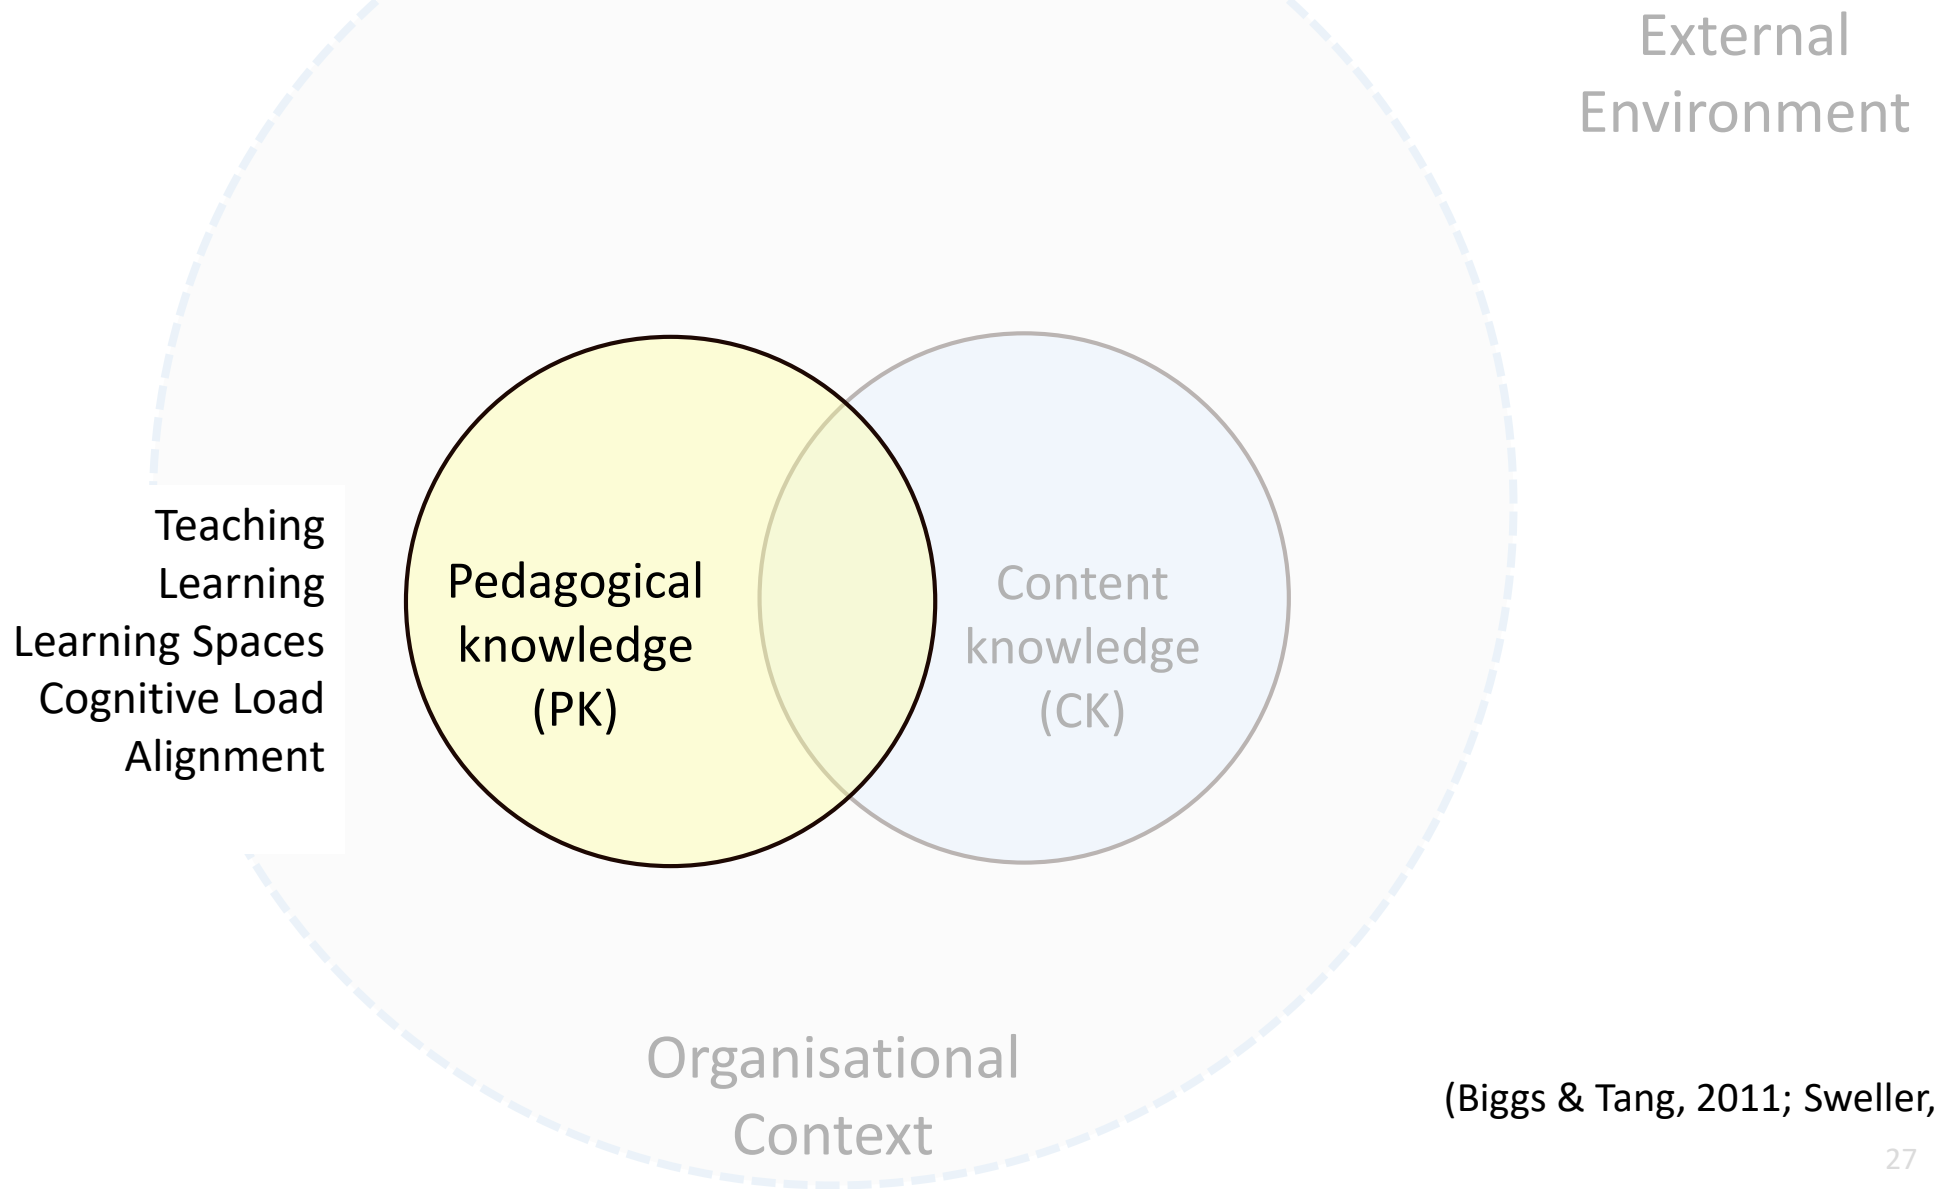 External
Environment
Teaching
Learning
Learning Spaces
Cognitive Load
Alignment
Pedagogical
knowledge
(PK)
Content
knowledge
(CK)
Organisational
Context
(Biggs & Tang, 2011; Sweller,
27